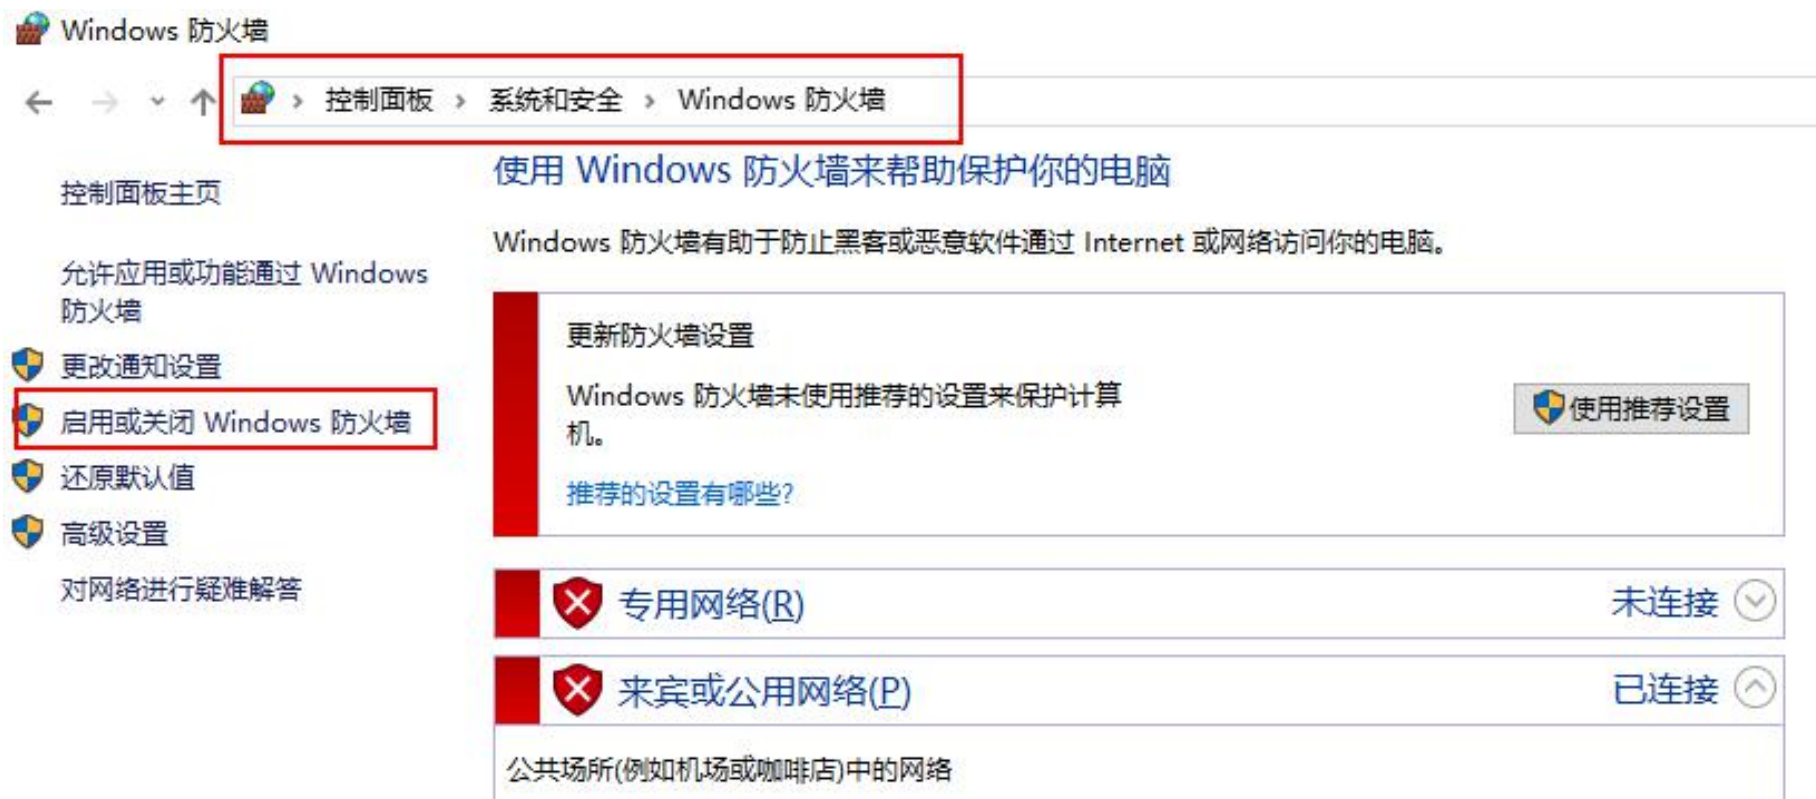 Windows 防火墙
控制面板 › 系统和安全 › Windows 防火墙
控制面板主页
允许应用或功能通过 Windows
防火墙
更改通知设置
启用或关闭 Windows 防火墙
还原默认值
高级设置
对网络进行疑难解答
使用 Windows 防火墙来帮助保护你的电脑
Windows 防火墙有助于防止黑客或恶意软件通过 Internet 或网络访问你的电脑。
更新防火墙设置
Windows 防火墙未使用推荐的设置来保护计算
机。
使用推荐设置
推荐的设置有哪些?
专用网络(R) 未连接
来宾或公用网络(P) 已连接
公共场所(例如机场或咖啡店)中的网络